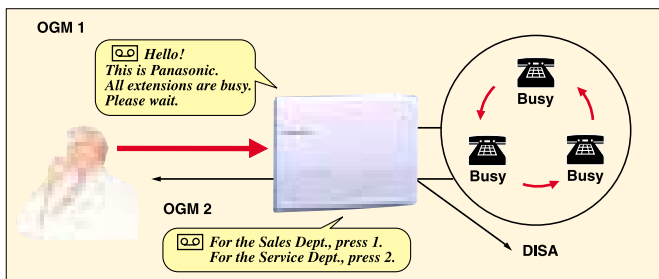 OGM 1
Hello!
This is Panasonic.
All extensions are busy.
Please wait.
Busy
Busy
Busy
OGM 2
For the Sales Dept., press 1.
For the Service Dept., press 2.
DISA